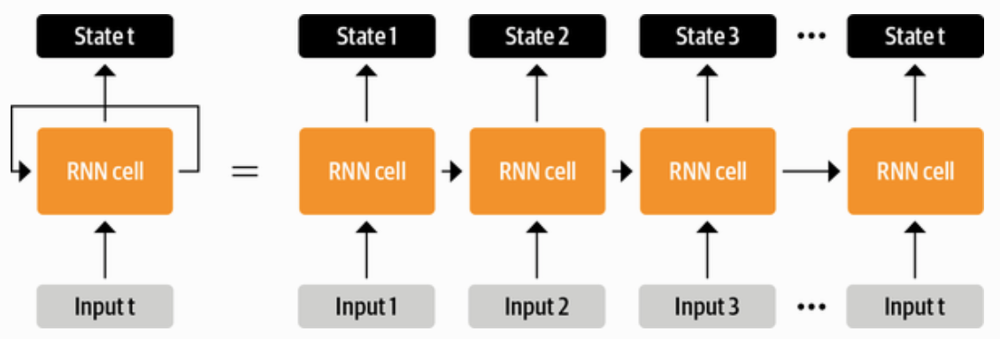 State t
State 1
State 2
State 3
...
State t
RNN cell
=
RNN cell
RNN cell
RNN cell
RNN cell
Input t
Input 1
Input 2
Input 3
...
Input t